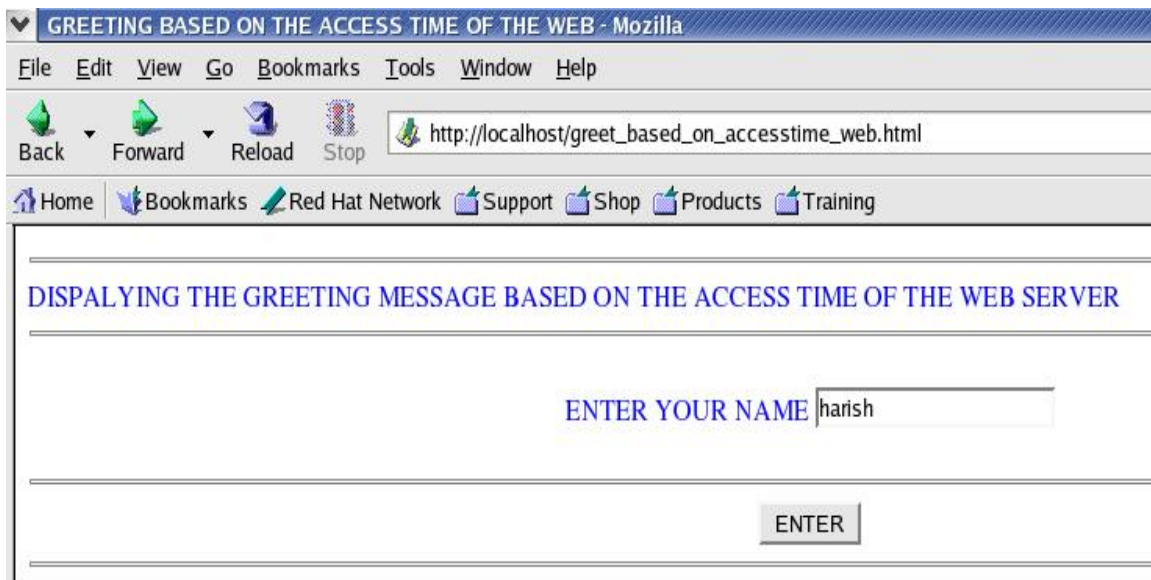 GREETING BASED ON THE ACCESS TIME OF THE WEB - Mozilla
File Edit View Go Bookmarks Tools Window Help
Back Forward Reload Stop http://localhost/greet_based_on_accesstime_web.html
Home Bookmarks Red Hat Network Support Shop Products Training
DISPALYING THE GREETING MESSAGE BASED ON THE ACCESS TIME OF THE WEB SERVER
ENTER YOUR NAME harish
ENTER